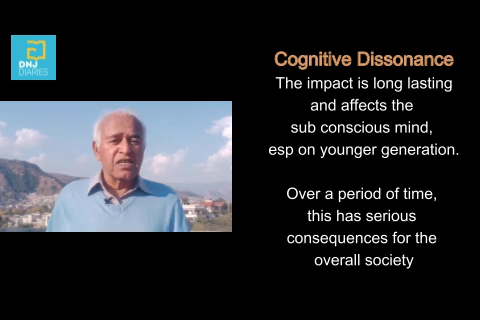 DNJ
DIARIES
Cognitive Dissonance
The impact is long lasting
and affects the
sub conscious mind,
esp on younger generation.
Over a period of time,
this has serious
consequences for the
overall society